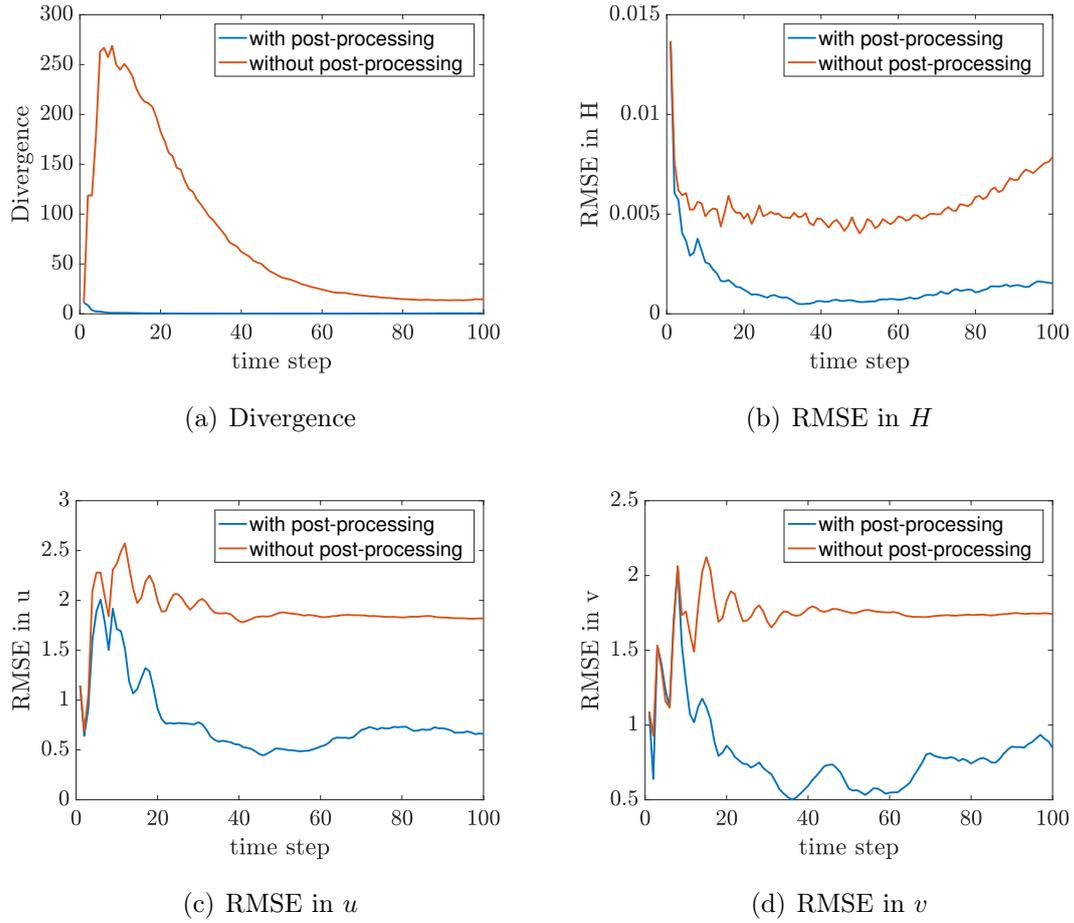 300
250
200
150
100
50
0
Divergence
with post-processing
without post-processing
0 20 40 60 80 100
time step
(a) Divergence
0.015
0.01
0.005
0
RMSE in H
with post-processing
without post-processing
0 20 40 60 80 100
time step
(b) RMSE in H
3
2.5
2
1.5
1
0.5
0
RMSE in u
with post-processing
without post-processing
0 20 40 60 80 100
time step
(c) RMSE in u
2.5
2
1.5
1
0.5
RMSE in v
with post-processing
without post-processing
0 20 40 60 80 100
time step
(d) RMSE in v